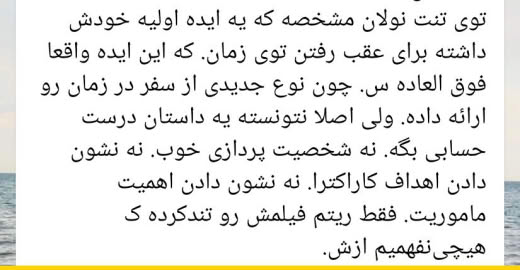 توی تنت نولان مشخصه که یه ایده اولیه خودش
داشته برای عقب رفتن توی زمان. که این ایده واقعا
فوق العاده س. چون نوع جدیدی از سفر در زمان رو
ارائه داده. ولی اصلا نتونسته یه داستان درست
حسابی بگه. نه شخصیت پردازی خوب. نه نشون
دادن اهداف کاراکترا. نه نشون دادن اهمیت
ماموریت. فقط ریتم فیلمش رو تندکرده ک
هیچی‌نفهمیم ازش.